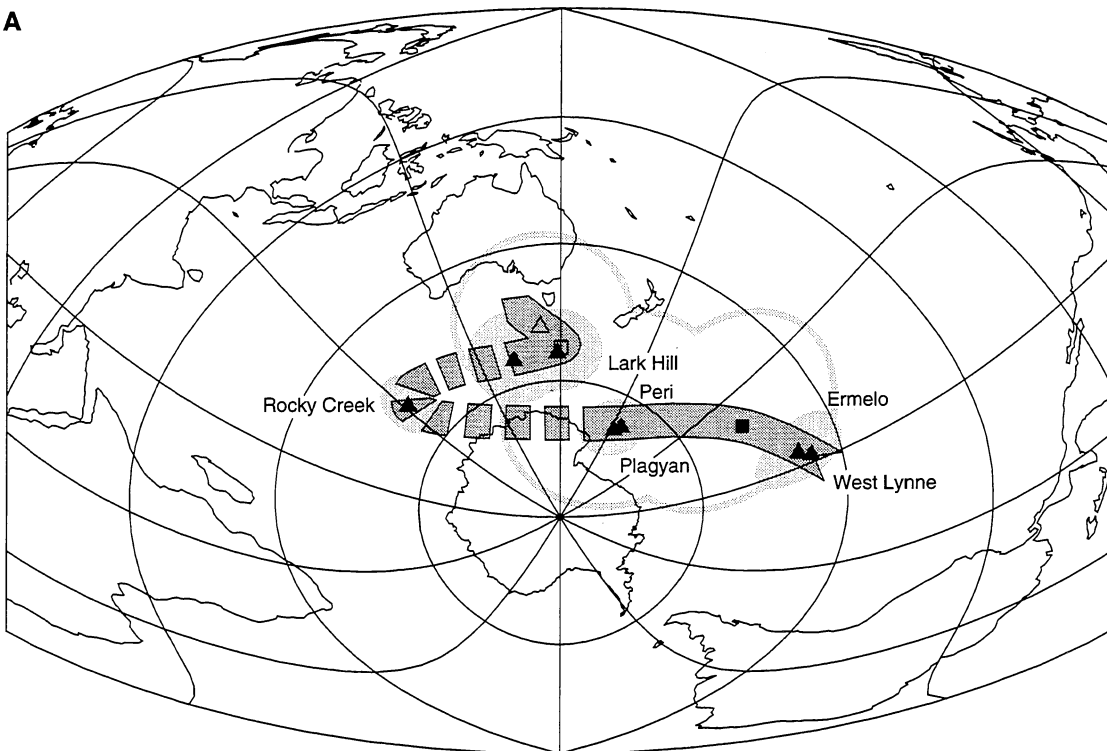 A
Lark Hill
Peri
Rocky Creek
Ermelo
Plagyan
West Lynne